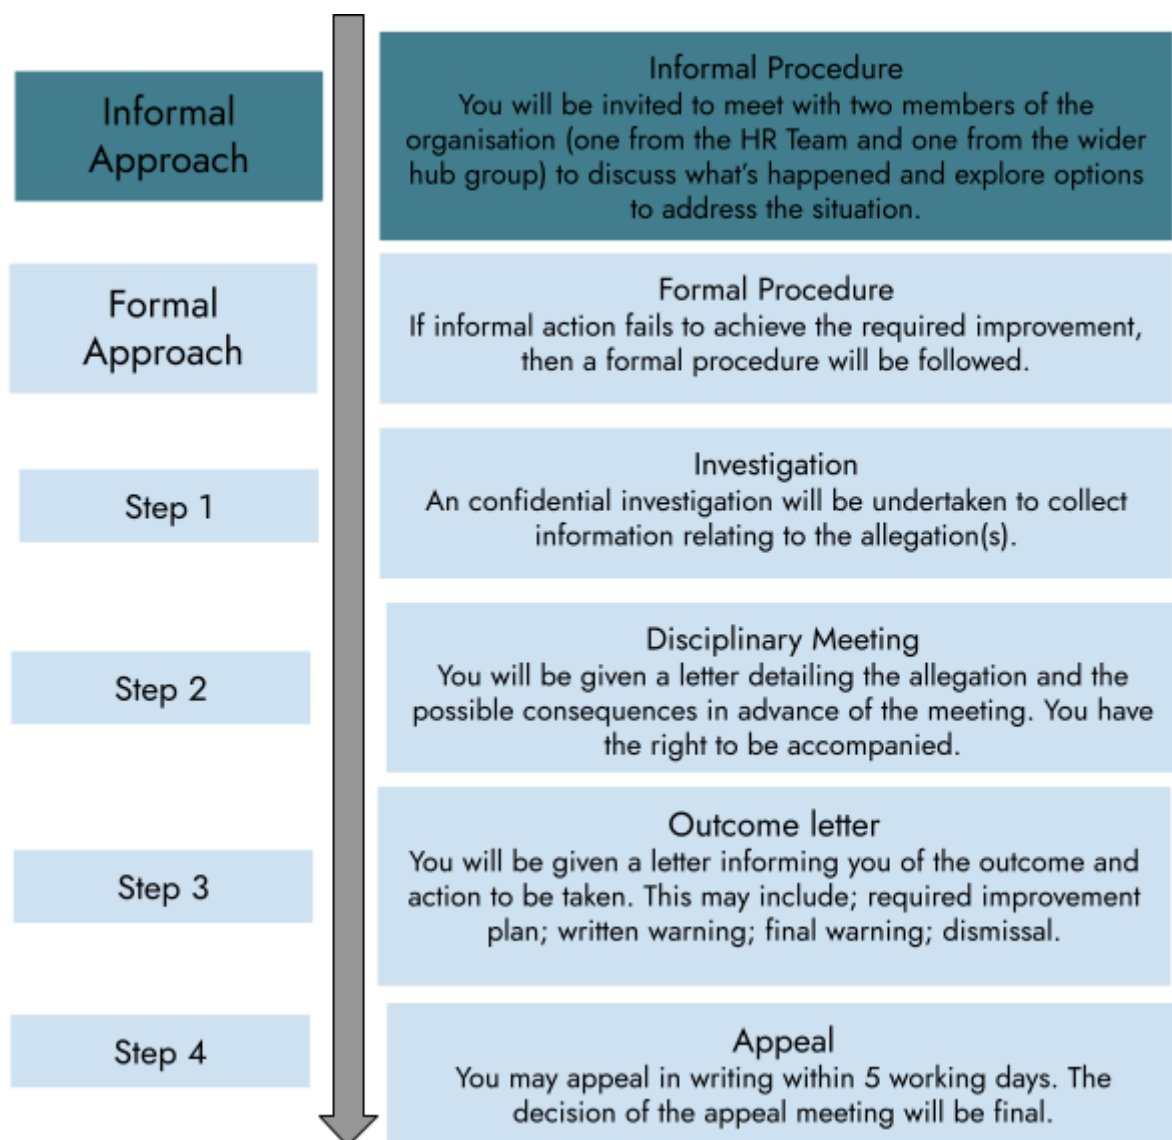 Informal
Approach
Informal Procedure
You will be invited to meet with two members of the
organisation (one from the HR Team and one from the wider
hub group) to discuss what's happened and explore options
to address the situation.
Formal
Approach
Formal Procedure
If informal action fails to achieve the required improvement,
then a formal procedure will be followed.
Step 1
Investigation
An confidential investigation will be undertaken to collect
information relating to the allegation(s).
Step 2
Disciplinary Meeting
You will be given a letter detailing the allegation and the
possible consequences in advance of the meeting. You have
the right to be accompanied.
Step 3
Outcome letter
You will be given a letter informing you of the outcome and
action to be taken. This may include; required improvement
plan; written warning; final warning; dismissal.
Step 4
Appeal
You may appeal in writing within 5 working days. The
decision of the appeal meeting will be final.